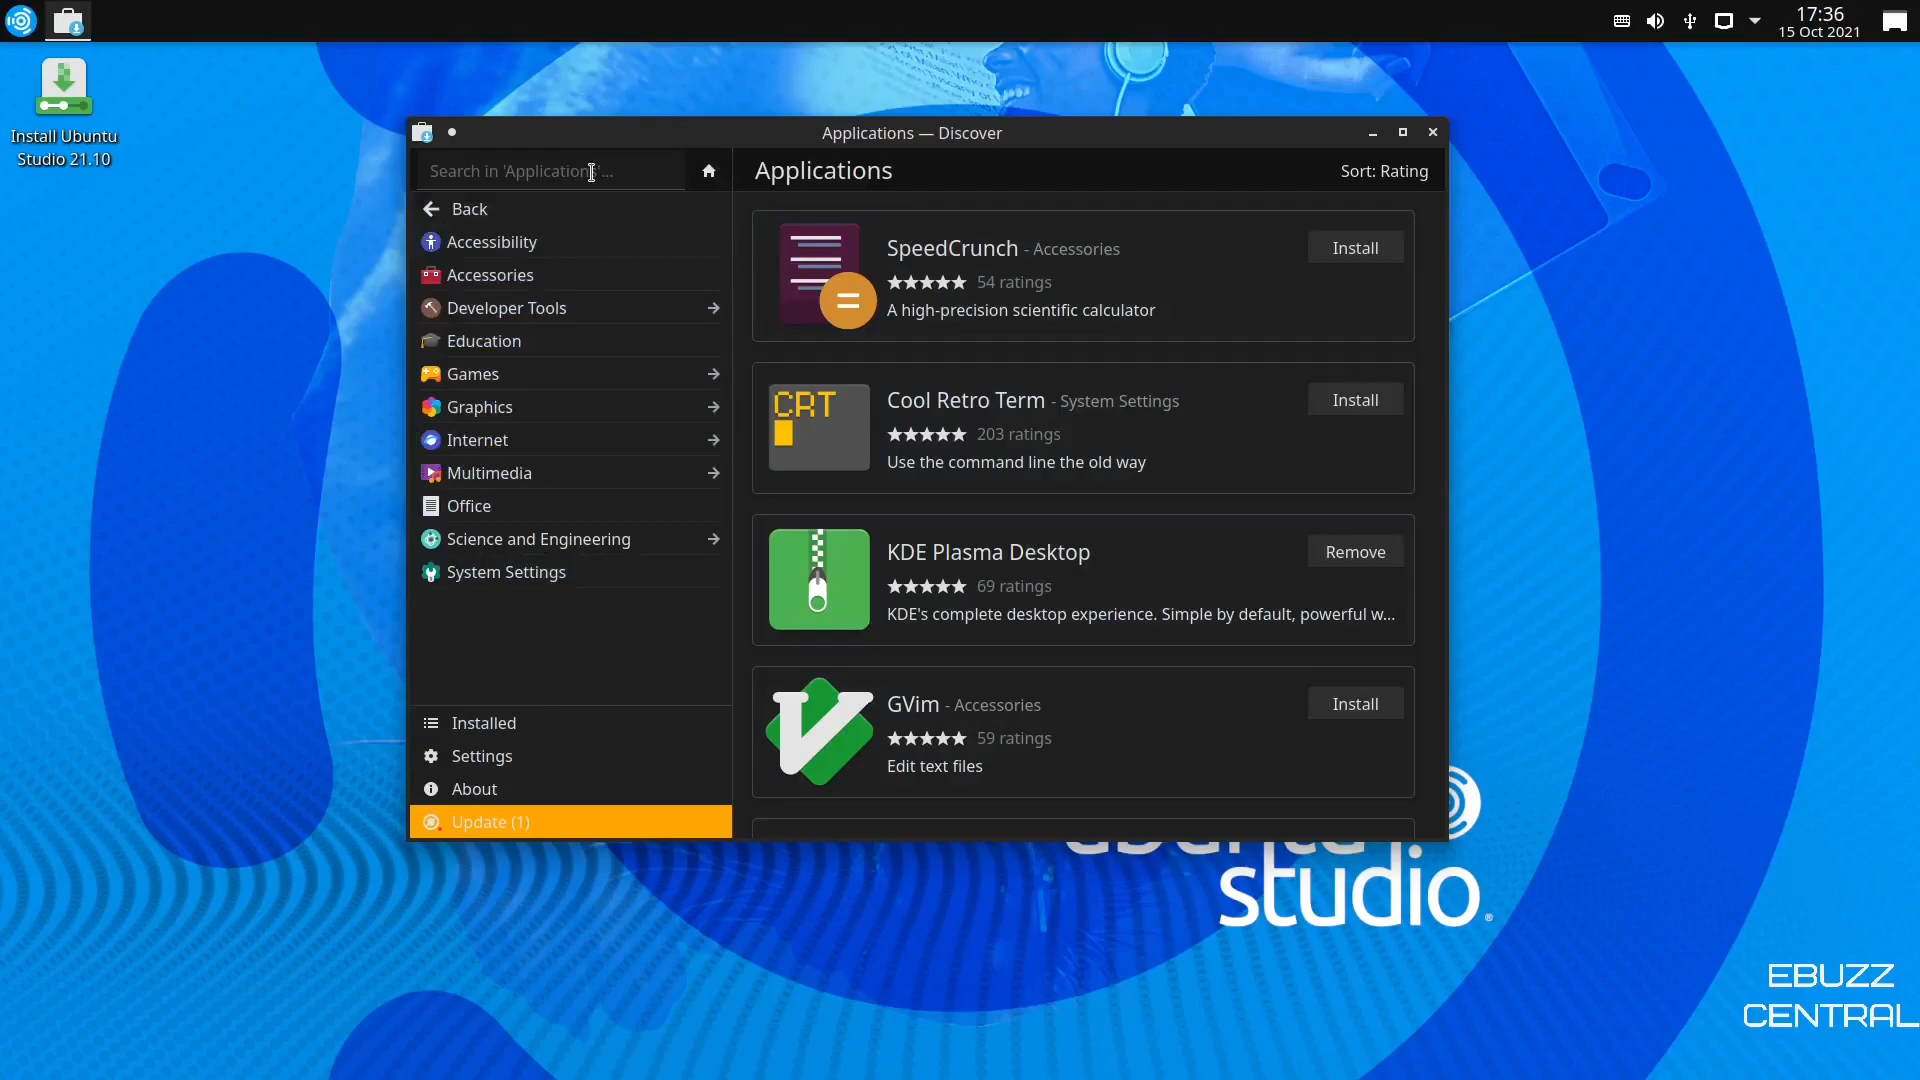 17:36
15 Oct 2021
Install Ubuntu
Studio 21.10
Applications — Discover
Search in 'Applications'...
Applications
Sort: Rating
Back
Accessibility
Accessories
Developer Tools
Education
Games
Graphics
Internet
Multimedia
Office
Science and Engineering
System Settings
Installed
Settings
About
Update (1)
SpeedCrunch - Accessories
Install
54 ratings
A high-precision scientific calculator
CRT
Cool Retro Term - System Settings
Install
203 ratings
Use the command line the old way
KDE Plasma Desktop
Remove
69 ratings
KDE's complete desktop experience. Simple by default, powerful w...
GVim - Accessories
Install
59 ratings
Edit text files
studio®
EBUZZ
CENTRAL